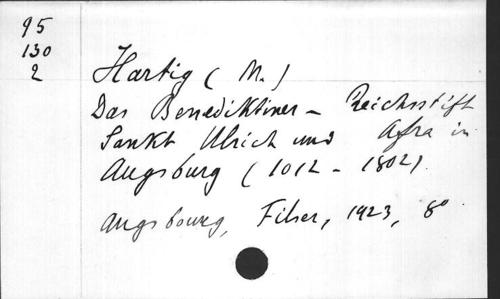 95
130
2
Hartig (M.)
Das Benediktiner - Reichsstift
Sankt Ulrich und Afra in
Augsburg (1012 - 1802).
Augsbourg, Filser, 1923, 8°